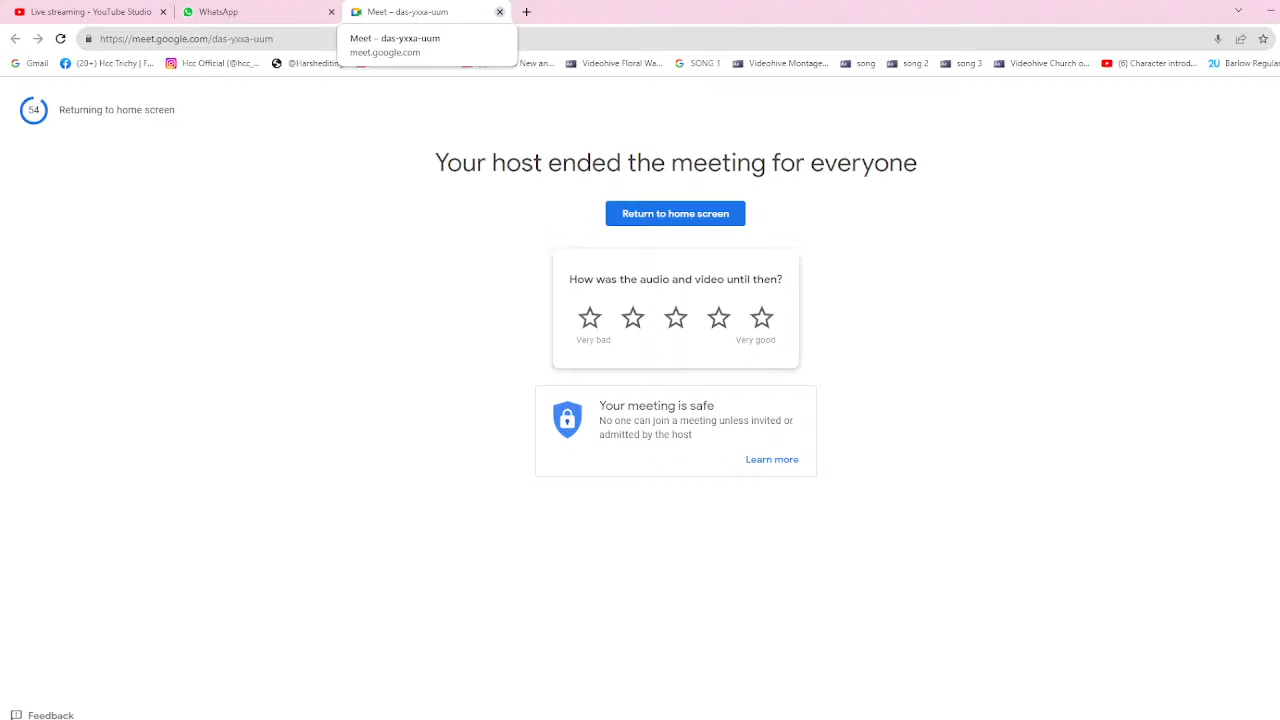 Live streaming - YouTube Studio
WhatsApp
Meet – das-yxxa-uum
https://meet.google.com/das-yxxa-uum
Meet – das-yxxa-uum
meet.google.com
Gmail
(20+) Hcc Trichy | F...
Hcc Official (@hcc_...
@Harshediting
New an...
Videohive Floral Wa...
SONG 1
Videohive Montage...
song
song 2
song 3
Videohive Church o...
(6) Character introd...
Barlow Regular
54
Returning to home screen
Your host ended the meeting for everyone
Return to home screen
How was the audio and video until then?
Very bad
Very good
Your meeting is safe
No one can join a meeting unless invited or
admitted by the host
Learn more
Feedback